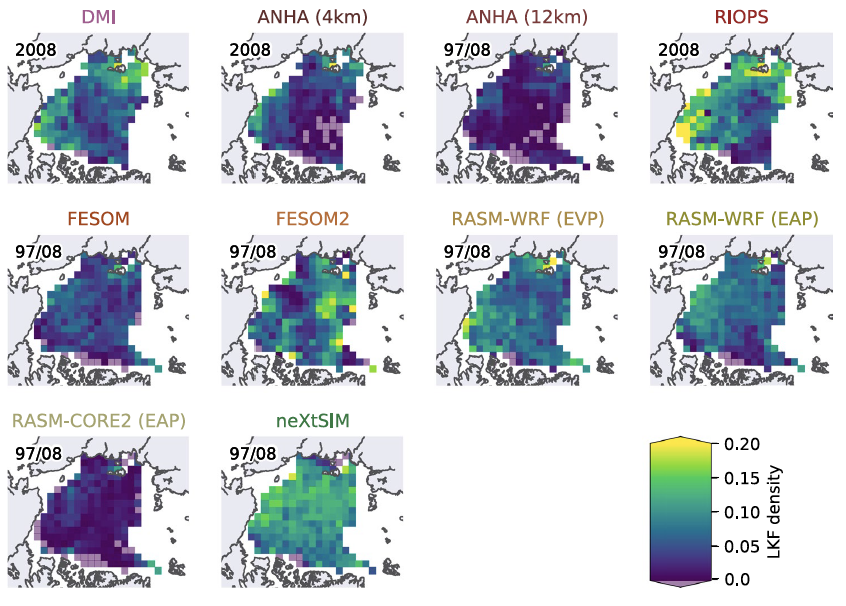 DMI
ANHA (4km)
ANHA (12km)
RIOPS
2008
2008
97/08
2008
FESOM
FESOM2
RASM-WRF (EVP)
RASM-WRF (EAP)
97/08
97/08
97/08
97/08
RASM-CORE2 (EAP)
neXtSIM
97/08
97/08
0.20
0.15
0.10
0.05
0.0
LKF density